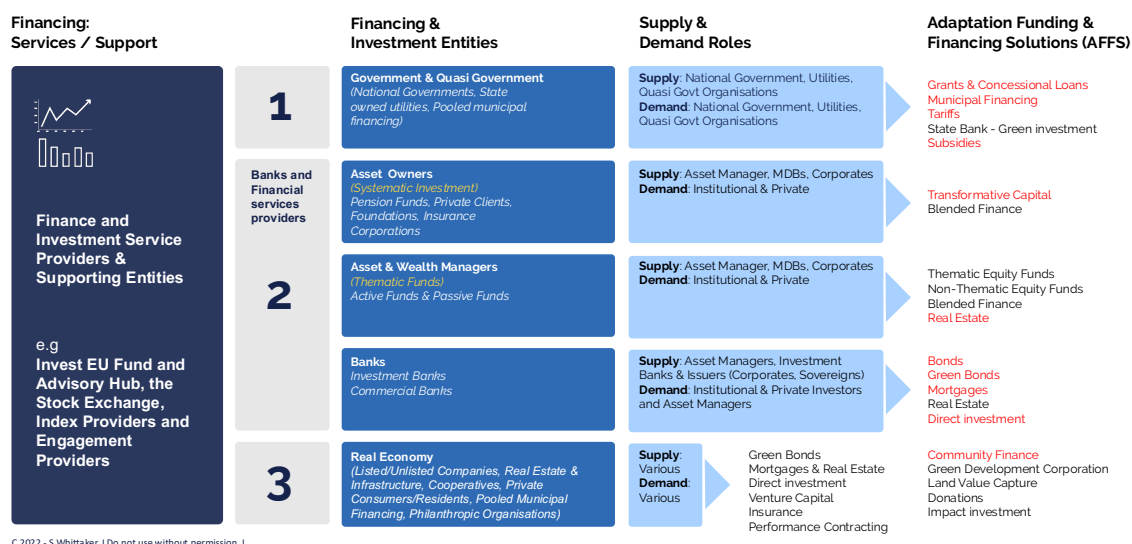 Financing:
Services / Support
Financing &
Investment Entities
Supply &
Demand Roles
Adaptation Funding &
Financing Solutions (AFFS)
Finance and
Investment Service
Providers &
Supporting Entities
e.g
Invest EU Fund and
Advisory Hub, the
Stock Exchange,
Index Providers and
Engagement
Providers
1
Government & Quasi Government
(National Governments, State
owned utilities, Pooled municipal
financing)
Supply: National Government, Utilities,
Quasi Govt Organisations
Demand: National Government, Utilities,
Quasi Govt Organisations
Grants & Concessional Loans
Municipal Financing
Tariffs
State Bank - Green investment
Subsidies
Banks and
Financial
services
providers
2
Asset Owners
(Systematic Investment)
Pension Funds, Private Clients,
Foundations, Insurance
Corporations
Supply: Asset Manager, MDBs, Corporates
Demand: Institutional & Private
Transformative Capital
Blended Finance
Asset & Wealth Managers
(Thematic Funds)
Active Funds & Passive Funds
Supply: Asset Manager, MDBs, Corporates
Demand: Institutional & Private
Thematic Equity Funds
Non-Thematic Equity Funds
Blended Finance
Real Estate
Banks
Investment Banks
Commercial Banks
Supply: Asset Managers, Investment
Banks & Issuers (Corporates, Sovereigns)
Demand: Institutional & Private Investors
and Asset Managers
Bonds
Green Bonds
Mortgages
Real Estate
Direct investment
3
Real Economy
(Listed/Unlisted Companies, Real Estate &
Infrastructure, Cooperatives, Private
Consumers/Residents, Pooled Municipal
Financing, Philanthropic Organisations)
Supply:
Various
Demand:
Various
Green Bonds
Mortgages & Real Estate
Direct investment
Venture Capital
Insurance
Performance Contracting
Community Finance
Green Development Corporation
Land Value Capture
Donations
Impact investment
C 2022 - S Whittaker | Do not use without permission |